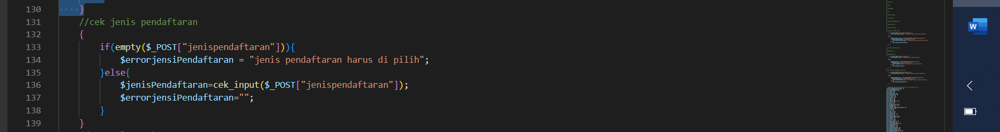 130 }
131 //cek jenis pendaftaran
132 {
133 if(empty($_POST["jenispendaftaran"])){
134 $errorjensiPendaftaran = "jenis pendaftaran harus di pilih";
135 }else{
136 $jenisPendaftaran=cek_input($_POST["jenispendaftaran"]);
137 $errorjensiPendaftaran="";
138 }
139 }
W